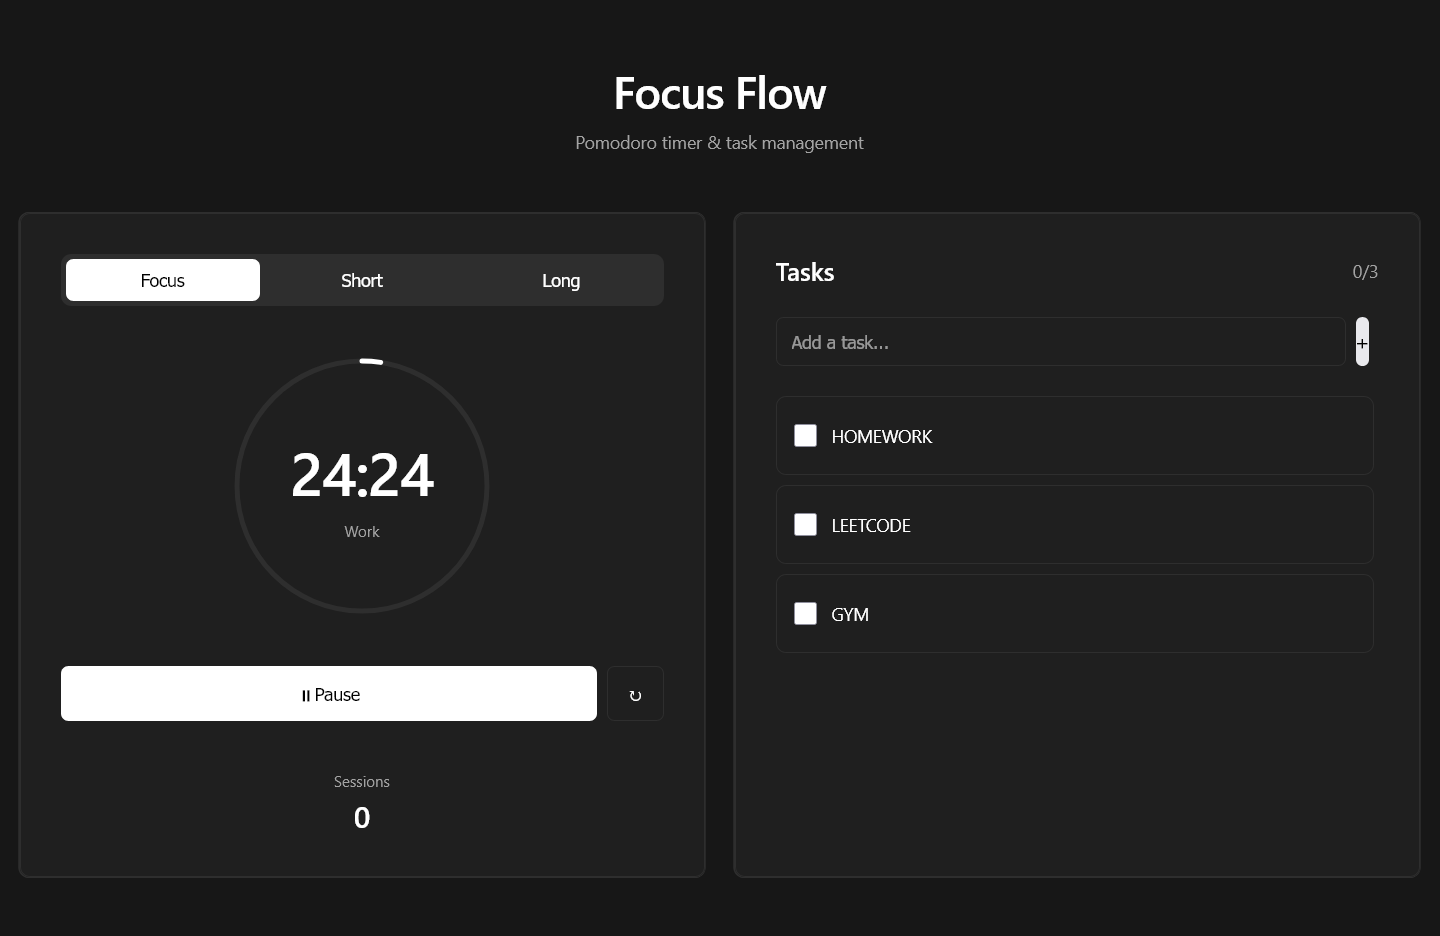 Focus Flow
Pomodoro timer & task management
Focus
Short
Long
24:24
Work
⏸ Pause
↻
Sessions
0
Tasks
0/3
Add a task...
+
HOMEWORK
LEETCODE
GYM